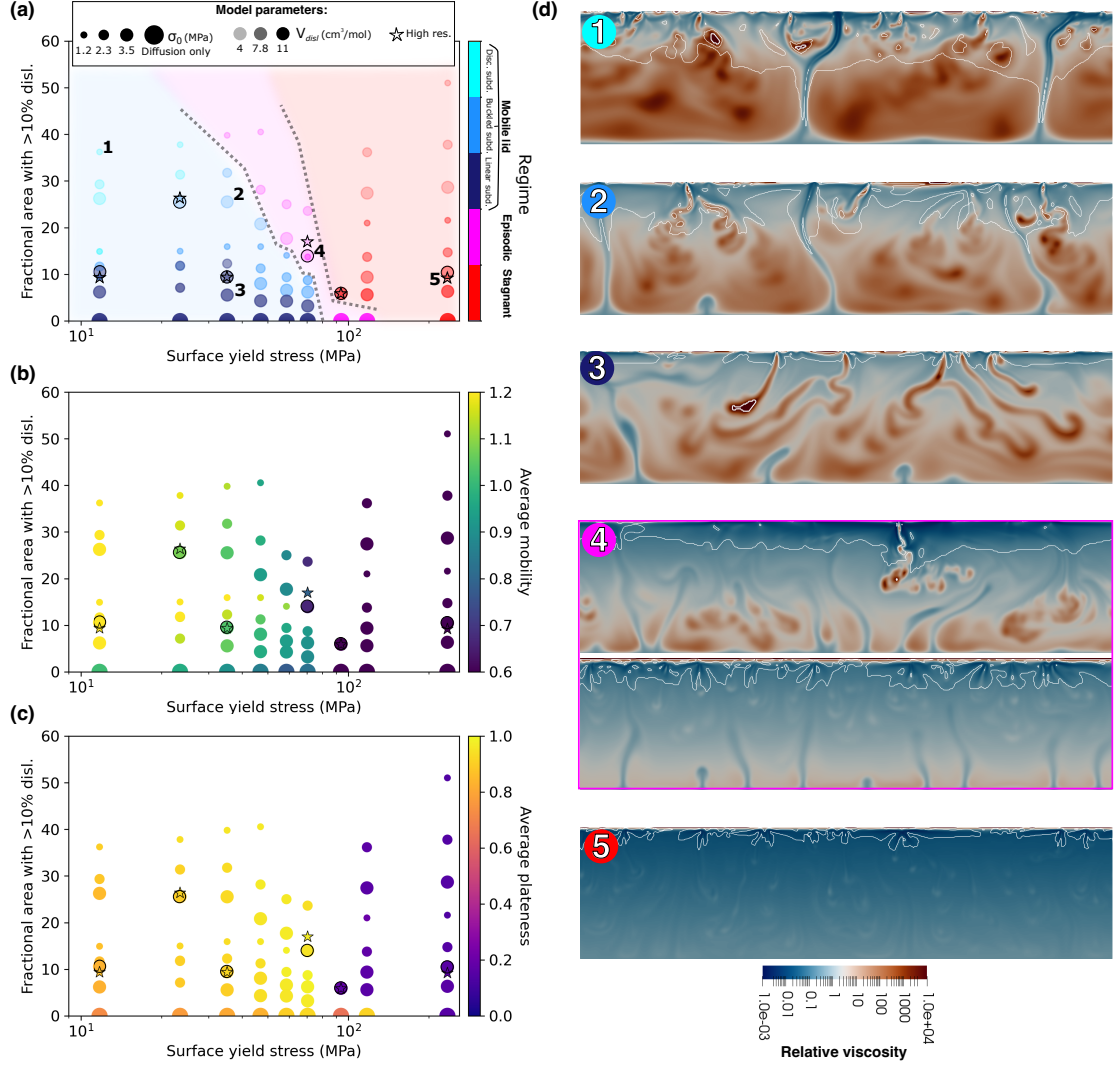 (a)
Model parameters:
1.2 2.3 3.5 σ0 (MPa) Diffusion only
4 7.8 11 Vdisl (cm³/mol)
High res.
Fractional area with >10% disl.
60
50
40
30
20
10
0
1
2
3
4
5
10¹ 10²
Surface yield stress (MPa)
Disc. subd.
Buckled subd.
Linear subd.
Mobile lid
Episodic
Stagnant
Regime
(b)
Fractional area with >10% disl.
60
50
40
30
20
10
0
10¹ 10²
Surface yield stress (MPa)
1.2
1.1
1.0
0.9
0.8
0.7
0.6
Average mobility
(c)
Fractional area with >10% disl.
60
50
40
30
20
10
0
10¹ 10²
Surface yield stress (MPa)
1.0
0.8
0.6
0.4
0.2
0.0
Average plateness
(d)
1
2
3
4
5
1.0e-03 0.01 0.1 1 10 100 1000 1.0e+04
Relative viscosity